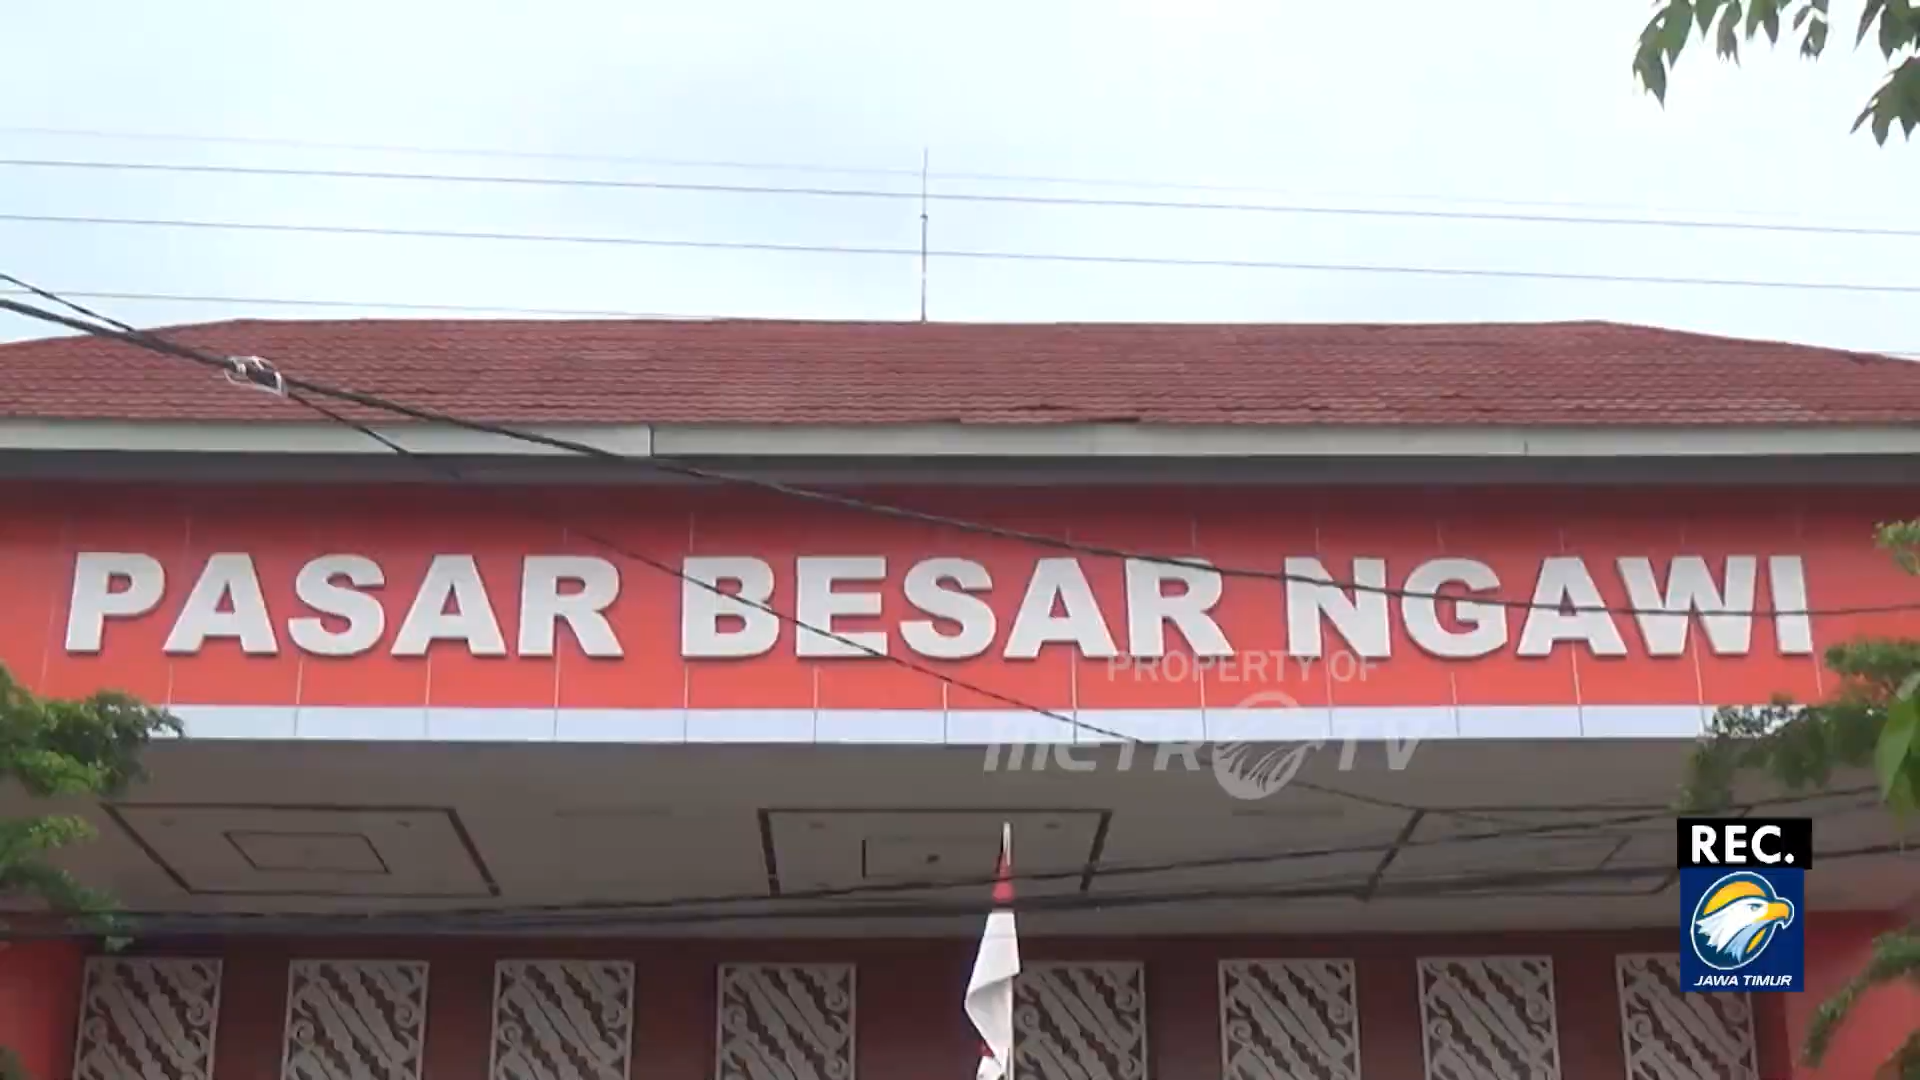 PASAR BESAR NGAWI
PROPERTY OF
METRO TV
REC.
JAWA TIMUR